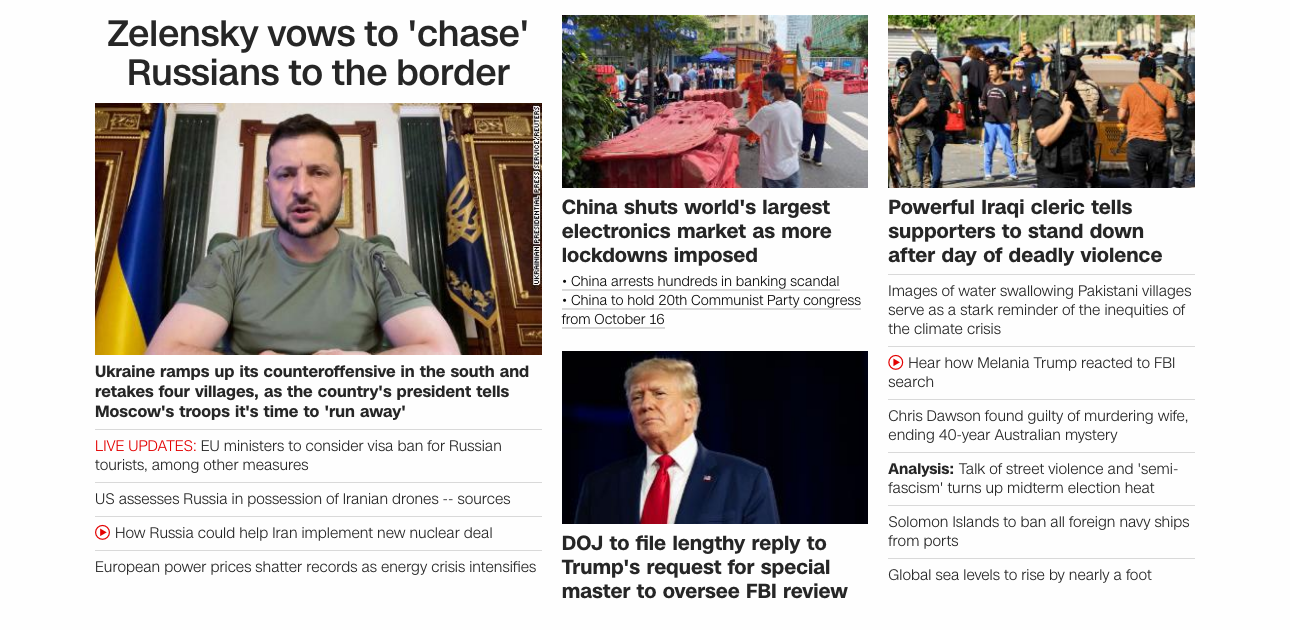 Zelensky vows to 'chase'
Russians to the border
UKRAINIAN PRESIDENTIAL PRESS SERVICE/REUTERS
Ukraine ramps up its counteroffensive in the south and
retakes four villages, as the country's president tells
Moscow's troops it's time to 'run away'
LIVE UPDATES: EU ministers to consider visa ban for Russian
tourists, among other measures
US assesses Russia in possession of Iranian drones -- sources
How Russia could help Iran implement new nuclear deal
European power prices shatter records as energy crisis intensifies
China shuts world's largest
electronics market as more
lockdowns imposed
• China arrests hundreds in banking scandal
• China to hold 20th Communist Party congress
from October 16
DOJ to file lengthy reply to
Trump's request for special
master to oversee FBI review
Powerful Iraqi cleric tells
supporters to stand down
after day of deadly violence
Images of water swallowing Pakistani villages
serve as a stark reminder of the inequities of
the climate crisis
Hear how Melania Trump reacted to FBI
search
Chris Dawson found guilty of murdering wife,
ending 40-year Australian mystery
Analysis: Talk of street violence and 'semi-
fascism' turns up midterm election heat
Solomon Islands to ban all foreign navy ships
from ports
Global sea levels to rise by nearly a foot